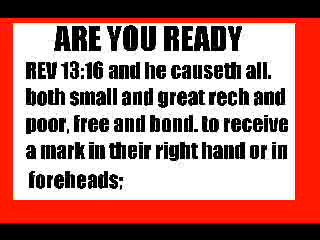 ARE YOU READY
REV 13:16 and he causeth all.
both small and great rech and
poor, free and bond. to receive
a mark in their right hand or in
foreheads;